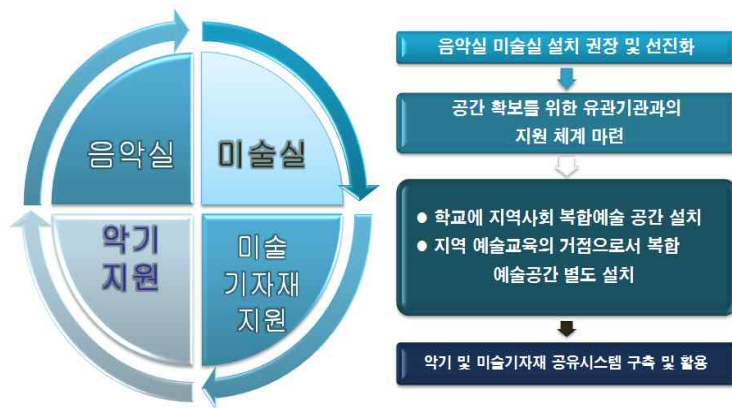 음악실
미술실
악기
지원
미술
기자재
지원
음악실 미술실 설치 권장 및 선진화
공간 확보를 위한 유관기관과의
지원 체계 마련
● 학교에 지역사회 복합예술 공간 설치
● 지역 예술교육의 거점으로서 복합
예술공간 별도 설치
악기 및 미술기자재 공유시스템 구축 및 활용